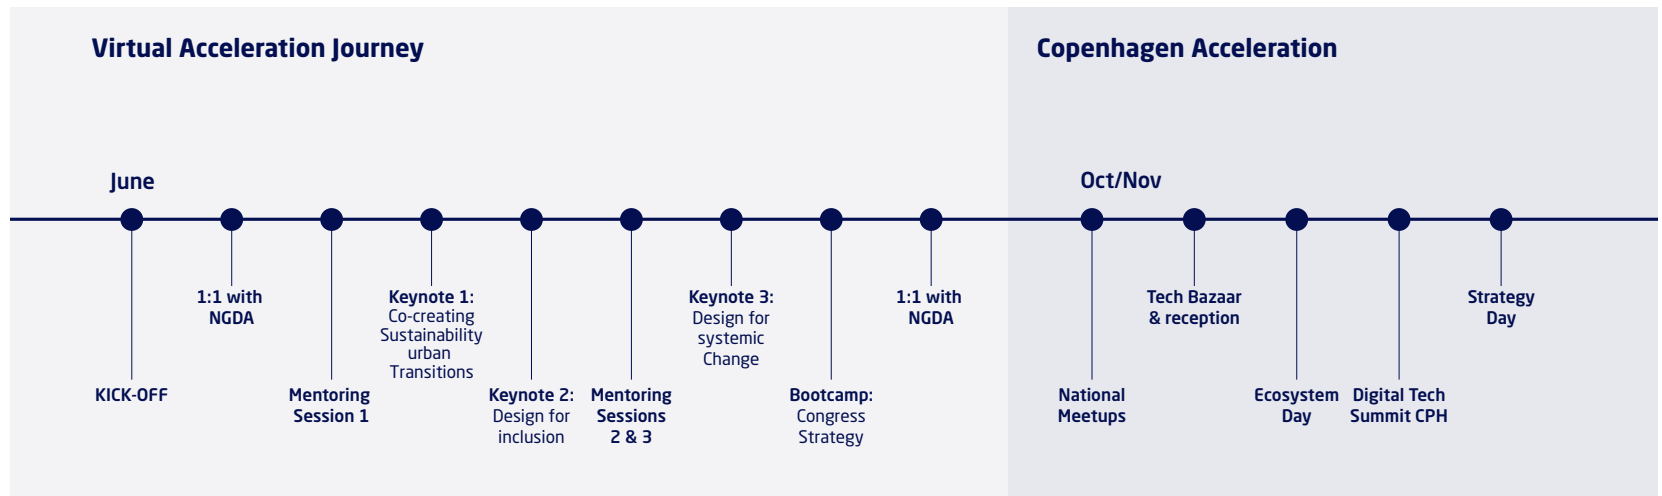 Virtual Acceleration Journey
Copenhagen Acceleration
June
Oct/Nov
KICK-OFF
1:1 with
NGDA
Mentoring
Session 1
Keynote 1:
Co-creating
Sustainability
urban
Transitions
Keynote 2:
Design for
inclusion
Mentoring
Sessions
2 & 3
Keynote 3:
Design for
systemic
Change
Bootcamp:
Congress
Strategy
1:1 with
NGDA
National
Meetups
Tech Bazaar
& reception
Ecosystem
Day
Digital Tech
Summit CPH
Strategy
Day